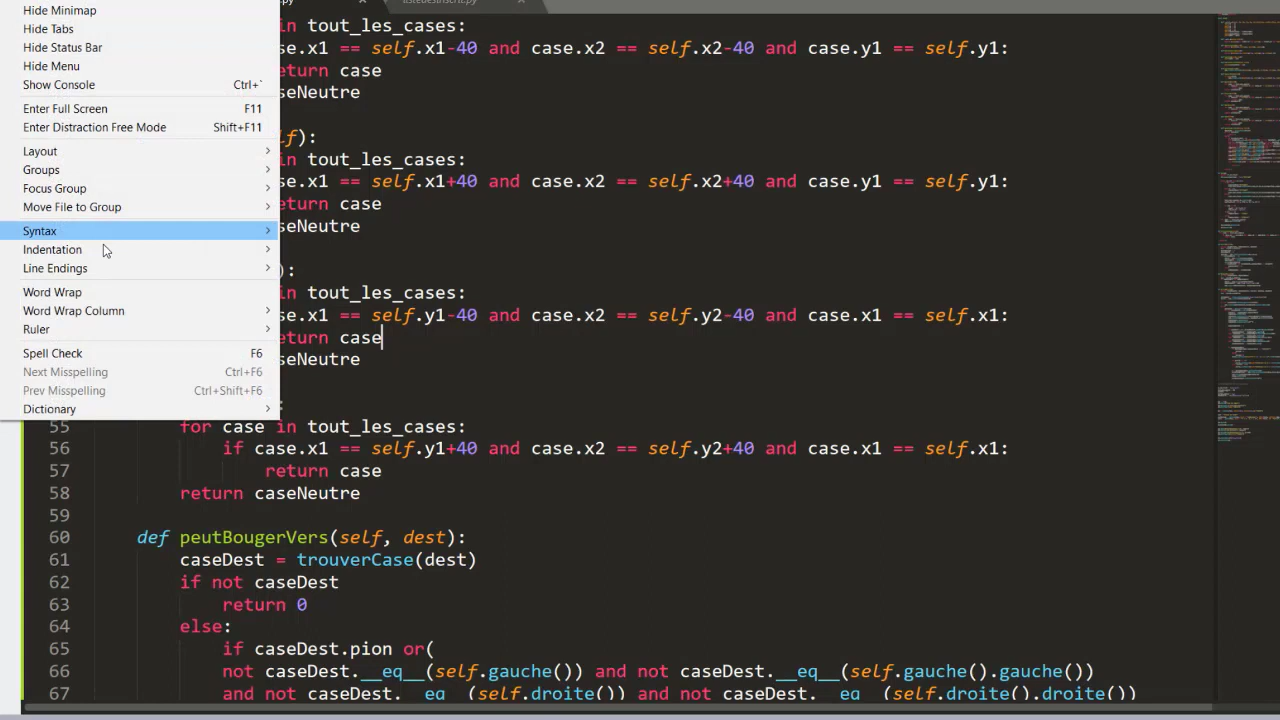 Hide Minimap
Hide Tabs
Hide Status Bar
Hide Menu
Show Console Ctrl+`
Enter Full Screen F11
Enter Distraction Free Mode Shift+F11
Layout
Groups
Focus Group
Move File to Group
Syntax
Indentation
Line Endings
Word Wrap
Word Wrap Column
Ruler
Spell Check F6
Next Misspelling Ctrl+F6
Prev Misspelling Ctrl+Shift+F6
Dictionary
in tout_les_cases:
se.x1 == self.x1-40 and case.x2 == self.x2-40 and case.y1 == self.y1:
eturn case
seNeutre
lf):
in tout_les_cases:
se.x1 == self.x1+40 and case.x2 == self.x2+40 and case.y1 == self.y1:
eturn case
seNeutre
):
in tout_les_cases:
se.x1 == self.y1-40 and case.x2 == self.y2-40 and case.x1 == self.x1:
eturn case
seNeutre
:
55 for case in tout_les_cases:
56 if case.x1 == self.y1+40 and case.x2 == self.y2+40 and case.x1 == self.x1:
57 return case
58 return caseNeutre
59
60 def peutBougerVers(self, dest):
61 caseDest = trouverCase(dest)
62 if not caseDest
63 return 0
64 else:
65 if caseDest.pion or(
66 not caseDest.__eq__(self.gauche()) and not caseDest.__eq__(self.gauche().gauche())
67 and not caseDest.__eq__(self.droite()) and not caseDest.__eq__(self.droite().droite())